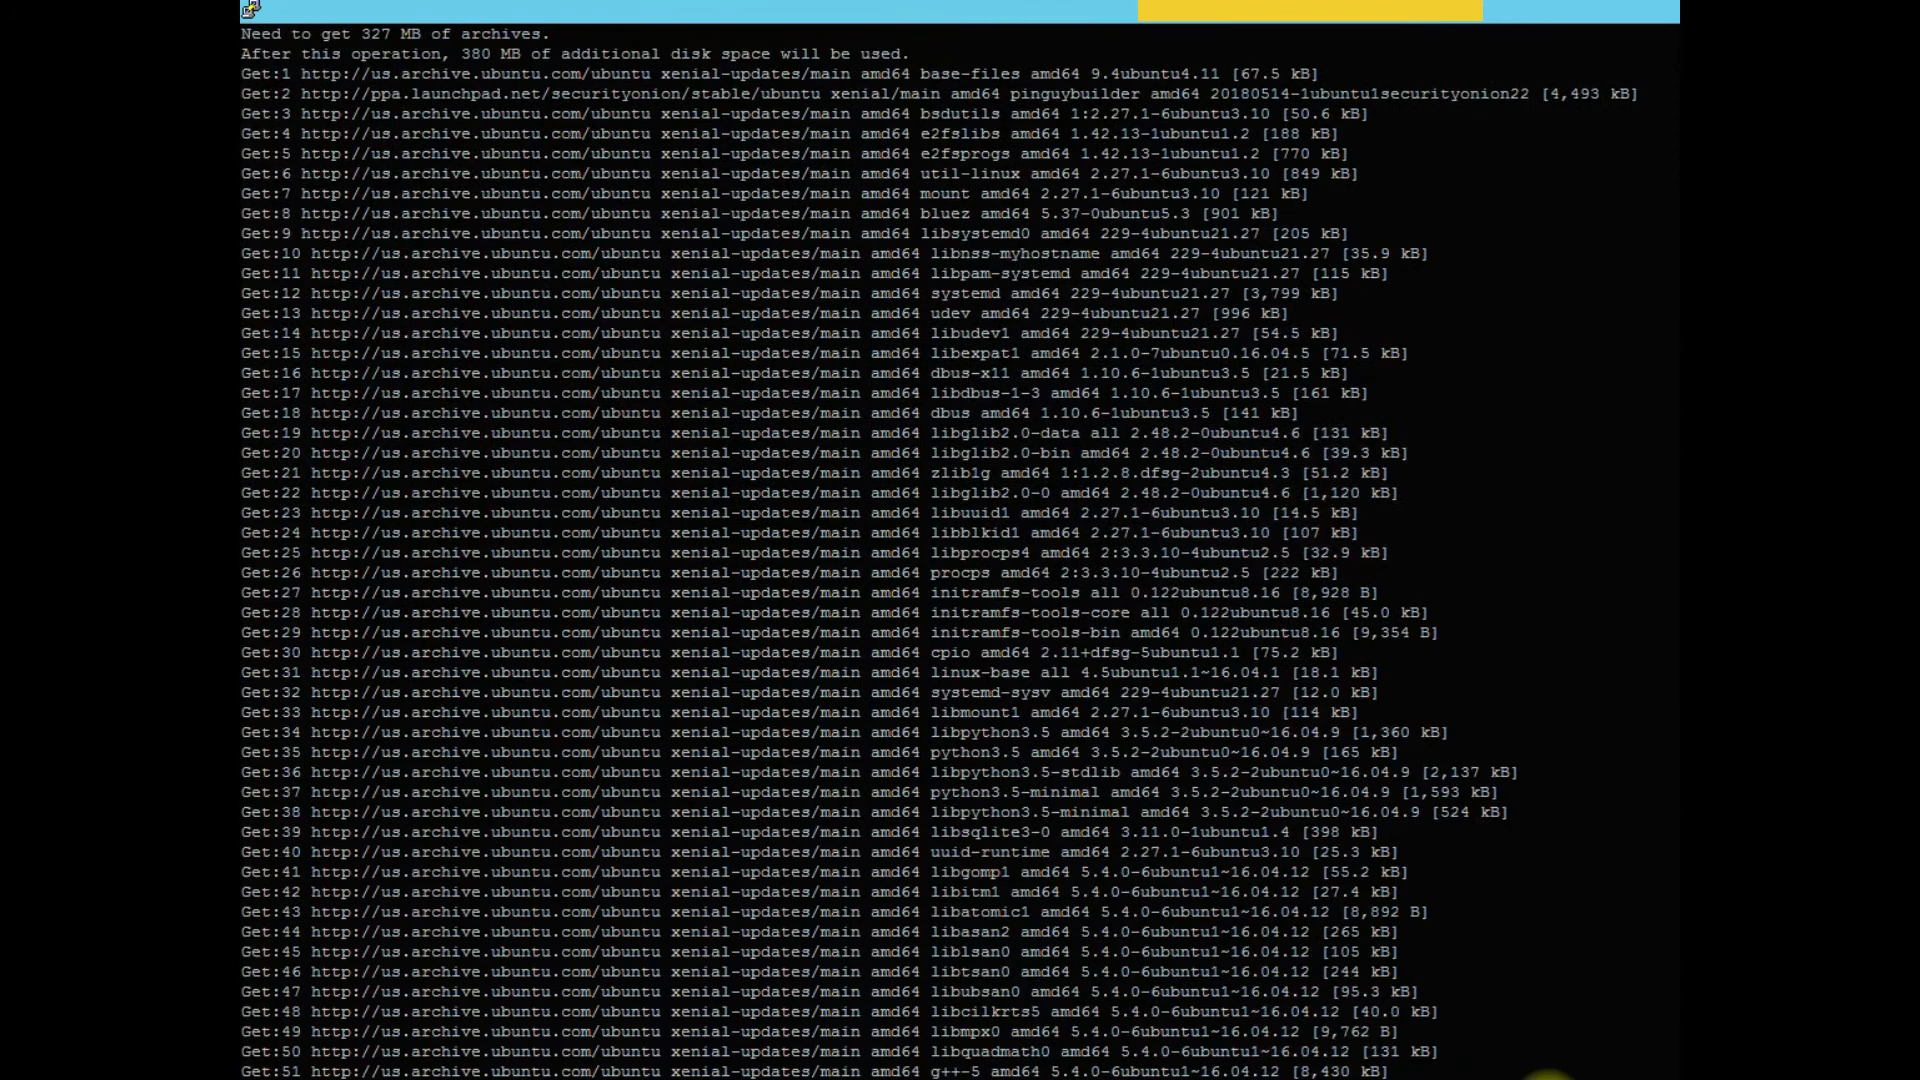 Need to get 327 MB of archives.
After this operation, 380 MB of additional disk space will be used.
Get:1 http://us.archive.ubuntu.com/ubuntu xenial-updates/main amd64 base-files amd64 9.4ubuntu4.11 [67.5 kB]
Get:2 http://ppa.launchpad.net/securityonion/stable/ubuntu xenial/main amd64 pinguybuilder amd64 20180514-1ubuntu1securityonion22 [4,493 kB]
Get:3 http://us.archive.ubuntu.com/ubuntu xenial-updates/main amd64 bsdutils amd64 1:2.27.1-6ubuntu3.10 [50.6 kB]
Get:4 http://us.archive.ubuntu.com/ubuntu xenial-updates/main amd64 e2fslibs amd64 1.42.13-1ubuntu1.2 [188 kB]
Get:5 http://us.archive.ubuntu.com/ubuntu xenial-updates/main amd64 e2fsprogs amd64 1.42.13-1ubuntu1.2 [770 kB]
Get:6 http://us.archive.ubuntu.com/ubuntu xenial-updates/main amd64 util-linux amd64 2.27.1-6ubuntu3.10 [849 kB]
Get:7 http://us.archive.ubuntu.com/ubuntu xenial-updates/main amd64 mount amd64 2.27.1-6ubuntu3.10 [121 kB]
Get:8 http://us.archive.ubuntu.com/ubuntu xenial-updates/main amd64 bluez amd64 5.37-0ubuntu5.3 [901 kB]
Get:9 http://us.archive.ubuntu.com/ubuntu xenial-updates/main amd64 libsystemd0 amd64 229-4ubuntu21.27 [205 kB]
Get:10 http://us.archive.ubuntu.com/ubuntu xenial-updates/main amd64 libnss-myhostname amd64 229-4ubuntu21.27 [35.9 kB]
Get:11 http://us.archive.ubuntu.com/ubuntu xenial-updates/main amd64 libpam-systemd amd64 229-4ubuntu21.27 [115 kB]
Get:12 http://us.archive.ubuntu.com/ubuntu xenial-updates/main amd64 systemd amd64 229-4ubuntu21.27 [3,799 kB]
Get:13 http://us.archive.ubuntu.com/ubuntu xenial-updates/main amd64 udev amd64 229-4ubuntu21.27 [996 kB]
Get:14 http://us.archive.ubuntu.com/ubuntu xenial-updates/main amd64 libudev1 amd64 229-4ubuntu21.27 [54.5 kB]
Get:15 http://us.archive.ubuntu.com/ubuntu xenial-updates/main amd64 libexpat1 amd64 2.1.0-7ubuntu0.16.04.5 [71.5 kB]
Get:16 http://us.archive.ubuntu.com/ubuntu xenial-updates/main amd64 dbus-x11 amd64 1.10.6-1ubuntu3.5 [21.5 kB]
Get:17 http://us.archive.ubuntu.com/ubuntu xenial-updates/main amd64 libdbus-1-3 amd64 1.10.6-1ubuntu3.5 [161 kB]
Get:18 http://us.archive.ubuntu.com/ubuntu xenial-updates/main amd64 dbus amd64 1.10.6-1ubuntu3.5 [141 kB]
Get:19 http://us.archive.ubuntu.com/ubuntu xenial-updates/main amd64 libglib2.0-data all 2.48.2-0ubuntu4.6 [131 kB]
Get:20 http://us.archive.ubuntu.com/ubuntu xenial-updates/main amd64 libglib2.0-bin amd64 2.48.2-0ubuntu4.6 [39.3 kB]
Get:21 http://us.archive.ubuntu.com/ubuntu xenial-updates/main amd64 zlib1g amd64 1:1.2.8.dfsg-2ubuntu4.3 [51.2 kB]
Get:22 http://us.archive.ubuntu.com/ubuntu xenial-updates/main amd64 libglib2.0-0 amd64 2.48.2-0ubuntu4.6 [1,120 kB]
Get:23 http://us.archive.ubuntu.com/ubuntu xenial-updates/main amd64 libuuid1 amd64 2.27.1-6ubuntu3.10 [14.5 kB]
Get:24 http://us.archive.ubuntu.com/ubuntu xenial-updates/main amd64 libblkid1 amd64 2.27.1-6ubuntu3.10 [107 kB]
Get:25 http://us.archive.ubuntu.com/ubuntu xenial-updates/main amd64 libprocps4 amd64 2:3.3.10-4ubuntu2.5 [32.9 kB]
Get:26 http://us.archive.ubuntu.com/ubuntu xenial-updates/main amd64 procps amd64 2:3.3.10-4ubuntu2.5 [222 kB]
Get:27 http://us.archive.ubuntu.com/ubuntu xenial-updates/main amd64 initramfs-tools all 0.122ubuntu8.16 [8,928 B]
Get:28 http://us.archive.ubuntu.com/ubuntu xenial-updates/main amd64 initramfs-tools-core all 0.122ubuntu8.16 [45.0 kB]
Get:29 http://us.archive.ubuntu.com/ubuntu xenial-updates/main amd64 initramfs-tools-bin amd64 0.122ubuntu8.16 [9,354 B]
Get:30 http://us.archive.ubuntu.com/ubuntu xenial-updates/main amd64 cpio amd64 2.11+dfsg-5ubuntu1.1 [75.2 kB]
Get:31 http://us.archive.ubuntu.com/ubuntu xenial-updates/main amd64 linux-base all 4.5ubuntu1.1~16.04.1 [18.1 kB]
Get:32 http://us.archive.ubuntu.com/ubuntu xenial-updates/main amd64 systemd-sysv amd64 229-4ubuntu21.27 [12.0 kB]
Get:33 http://us.archive.ubuntu.com/ubuntu xenial-updates/main amd64 libmount1 amd64 2.27.1-6ubuntu3.10 [114 kB]
Get:34 http://us.archive.ubuntu.com/ubuntu xenial-updates/main amd64 libpython3.5 amd64 3.5.2-2ubuntu0~16.04.9 [1,360 kB]
Get:35 http://us.archive.ubuntu.com/ubuntu xenial-updates/main amd64 python3.5 amd64 3.5.2-2ubuntu0~16.04.9 [165 kB]
Get:36 http://us.archive.ubuntu.com/ubuntu xenial-updates/main amd64 libpython3.5-stdlib amd64 3.5.2-2ubuntu0~16.04.9 [2,137 kB]
Get:37 http://us.archive.ubuntu.com/ubuntu xenial-updates/main amd64 python3.5-minimal amd64 3.5.2-2ubuntu0~16.04.9 [1,593 kB]
Get:38 http://us.archive.ubuntu.com/ubuntu xenial-updates/main amd64 libpython3.5-minimal amd64 3.5.2-2ubuntu0~16.04.9 [524 kB]
Get:39 http://us.archive.ubuntu.com/ubuntu xenial-updates/main amd64 libsqlite3-0 amd64 3.11.0-1ubuntu1.4 [398 kB]
Get:40 http://us.archive.ubuntu.com/ubuntu xenial-updates/main amd64 uuid-runtime amd64 2.27.1-6ubuntu3.10 [25.3 kB]
Get:41 http://us.archive.ubuntu.com/ubuntu xenial-updates/main amd64 libgomp1 amd64 5.4.0-6ubuntu1~16.04.12 [55.2 kB]
Get:42 http://us.archive.ubuntu.com/ubuntu xenial-updates/main amd64 libitm1 amd64 5.4.0-6ubuntu1~16.04.12 [27.4 kB]
Get:43 http://us.archive.ubuntu.com/ubuntu xenial-updates/main amd64 libatomic1 amd64 5.4.0-6ubuntu1~16.04.12 [8,892 B]
Get:44 http://us.archive.ubuntu.com/ubuntu xenial-updates/main amd64 libasan2 amd64 5.4.0-6ubuntu1~16.04.12 [265 kB]
Get:45 http://us.archive.ubuntu.com/ubuntu xenial-updates/main amd64 liblsan0 amd64 5.4.0-6ubuntu1~16.04.12 [105 kB]
Get:46 http://us.archive.ubuntu.com/ubuntu xenial-updates/main amd64 libtsan0 amd64 5.4.0-6ubuntu1~16.04.12 [244 kB]
Get:47 http://us.archive.ubuntu.com/ubuntu xenial-updates/main amd64 libubsan0 amd64 5.4.0-6ubuntu1~16.04.12 [95.3 kB]
Get:48 http://us.archive.ubuntu.com/ubuntu xenial-updates/main amd64 libcilkrts5 amd64 5.4.0-6ubuntu1~16.04.12 [40.0 kB]
Get:49 http://us.archive.ubuntu.com/ubuntu xenial-updates/main amd64 libmpx0 amd64 5.4.0-6ubuntu1~16.04.12 [9,762 B]
Get:50 http://us.archive.ubuntu.com/ubuntu xenial-updates/main amd64 libquadmath0 amd64 5.4.0-6ubuntu1~16.04.12 [131 kB]
Get:51 http://us.archive.ubuntu.com/ubuntu xenial-updates/main amd64 g++-5 amd64 5.4.0-6ubuntu1~16.04.12 [8,430 kB]